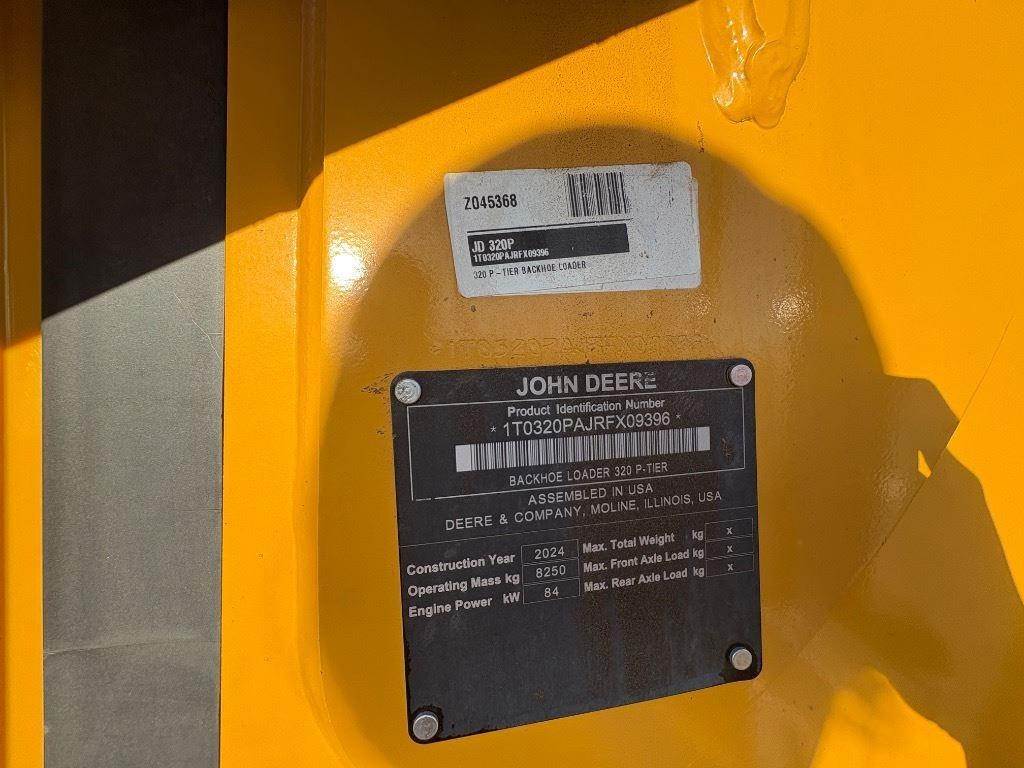 Z045368
JD 320P
1T0320PAJRFX09396
320 P-TIER BACKHOE LOADER
JOHN DEERE
Product Identification Number
* 1T0320PAJRFX09396 *
BACKHOE LOADER 320 P-TIER
ASSEMBLED IN USA
DEERE & COMPANY, MOLINE, ILLINOIS, USA
Construction Year 2024 Max. Total Weight kg x
Operating Mass kg 8250 Max. Front Axle Load kg x
Engine Power kW 84 Max. Rear Axle Load kg x